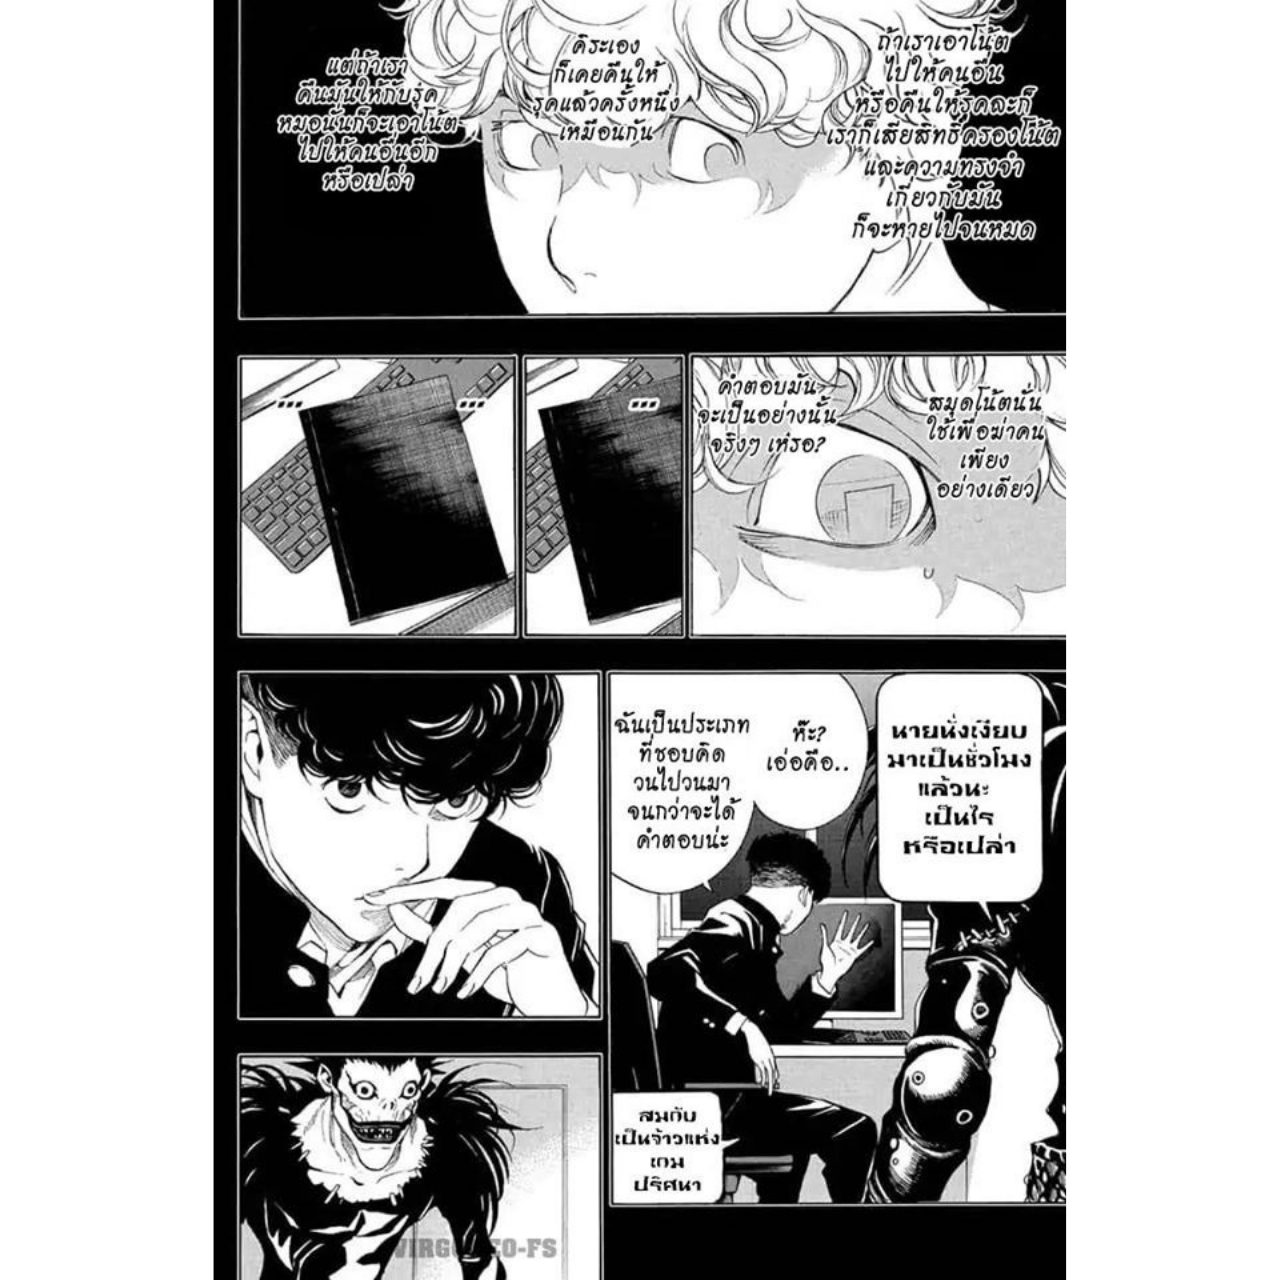 ถ้าเราเอาโน้ต
ไปให้คนอื่น
หรือคืนให้รุคละก็
เราก็เสียสิทธิ์ครองโน้ต
และความทรงจำ
เกี่ยวกับมัน
ก็จะหายไปจนหมด
คิระเอง
ก็เคยคืนให้
รุคแล้วครั้งหนึ่ง
เหมือนกัน
แต่ถ้าเรา
คืนมันให้กับรุค
หมอนั่นก็จะเอาโน้ต
ไปให้คนอื่นอีก
หรือเปล่า
สมุดโน้ตนั่น
ใช้เพื่อฆ่าคน
เพียง
อย่างเดียว
คำตอบมัน
จะเป็นอย่างนั้น
จริงๆ เหรอ?
...
...
...
นายนั่งเงียบ
มาเป็นชั่วโมง
แล้วนะ
เป็นไร
หรือเปล่า
ห๊ะ?
เอ่อคือ..
ฉันเป็นประเภท
ที่ชอบคิด
วนไปวนมา
จนกว่าจะได้
คำตอบน่ะ
สมกับ
เป็นจ้าวแห่ง
เกม
ปริศนา